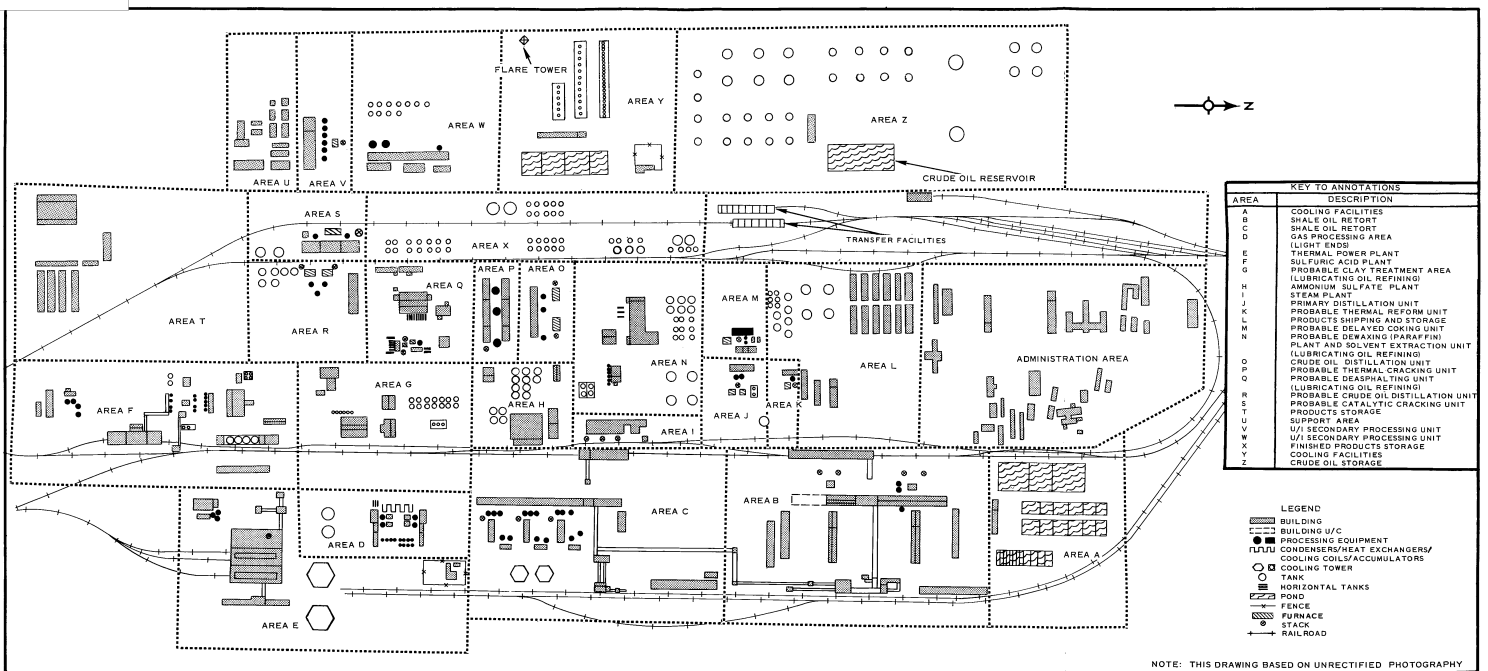 FLARE TOWER
AREA Y
AREA W
AREA Z
CRUDE OIL RESERVOIR
AREA U
AREA V
N
AREA S
AREA X
TRANSFER FACILITIES
AREA P
AREA O
AREA Q
AREA M
AREA T
AREA R
AREA N
AREA L
ADMINISTRATION AREA
AREA F
AREA G
AREA H
AREA I
AREA J
AREA K
AREA D
AREA C
AREA B
AREA A
AREA E
KEY TO ANNOTATIONS
AREA DESCRIPTION
A COOLING FACILITIES
B SHALE OIL RETORT
C SHALE OIL RETORT
D GAS PROCESSING AREA
(LIGHT ENDS)
E THERMAL POWER PLANT
F SULFURIC ACID PLANT
G PROBABLE CLAY TREATMENT AREA
(LUBRICATING OIL REFINING)
H AMMONIUM SULFATE PLANT
I STEAM PLANT
J PRIMARY DISTILLATION UNIT
K PROBABLE THERMAL REFORM UNIT
L PRODUCTS SHIPPING AND STORAGE
M PROBABLE DELAYED COKING UNIT
N PROBABLE DEWAXING (PARAFFIN)
PLANT AND SOLVENT EXTRACTION UNIT
(LUBRICATING OIL REFINING)
O CRUDE OIL DISTILLATION UNIT
P PROBABLE THERMAL CRACKING UNIT
Q PROBABLE DEASPHALTING UNIT
(LUBRICATING OIL REFINING)
R PROBABLE CRUDE OIL DISTILLATION UNIT
S PROBABLE CATALYTIC CRACKING UNIT
T PRODUCTS STORAGE
U SUPPORT AREA
V U/I SECONDARY PROCESSING UNIT
W U/I SECONDARY PROCESSING UNIT
X FINISHED PRODUCTS STORAGE
Y COOLING FACILITIES
Z CRUDE OIL STORAGE
LEGEND
BUILDING
BUILDING U/C
PROCESSING EQUIPMENT
CONDENSERS/HEAT EXCHANGERS/
COOLING COILS/ACCUMULATORS
COOLING TOWER
TANK
HORIZONTAL TANKS
POND
FENCE
FURNACE
STACK
RAILROAD
NOTE: THIS DRAWING BASED ON UNRECTIFIED PHOTOGRAPHY